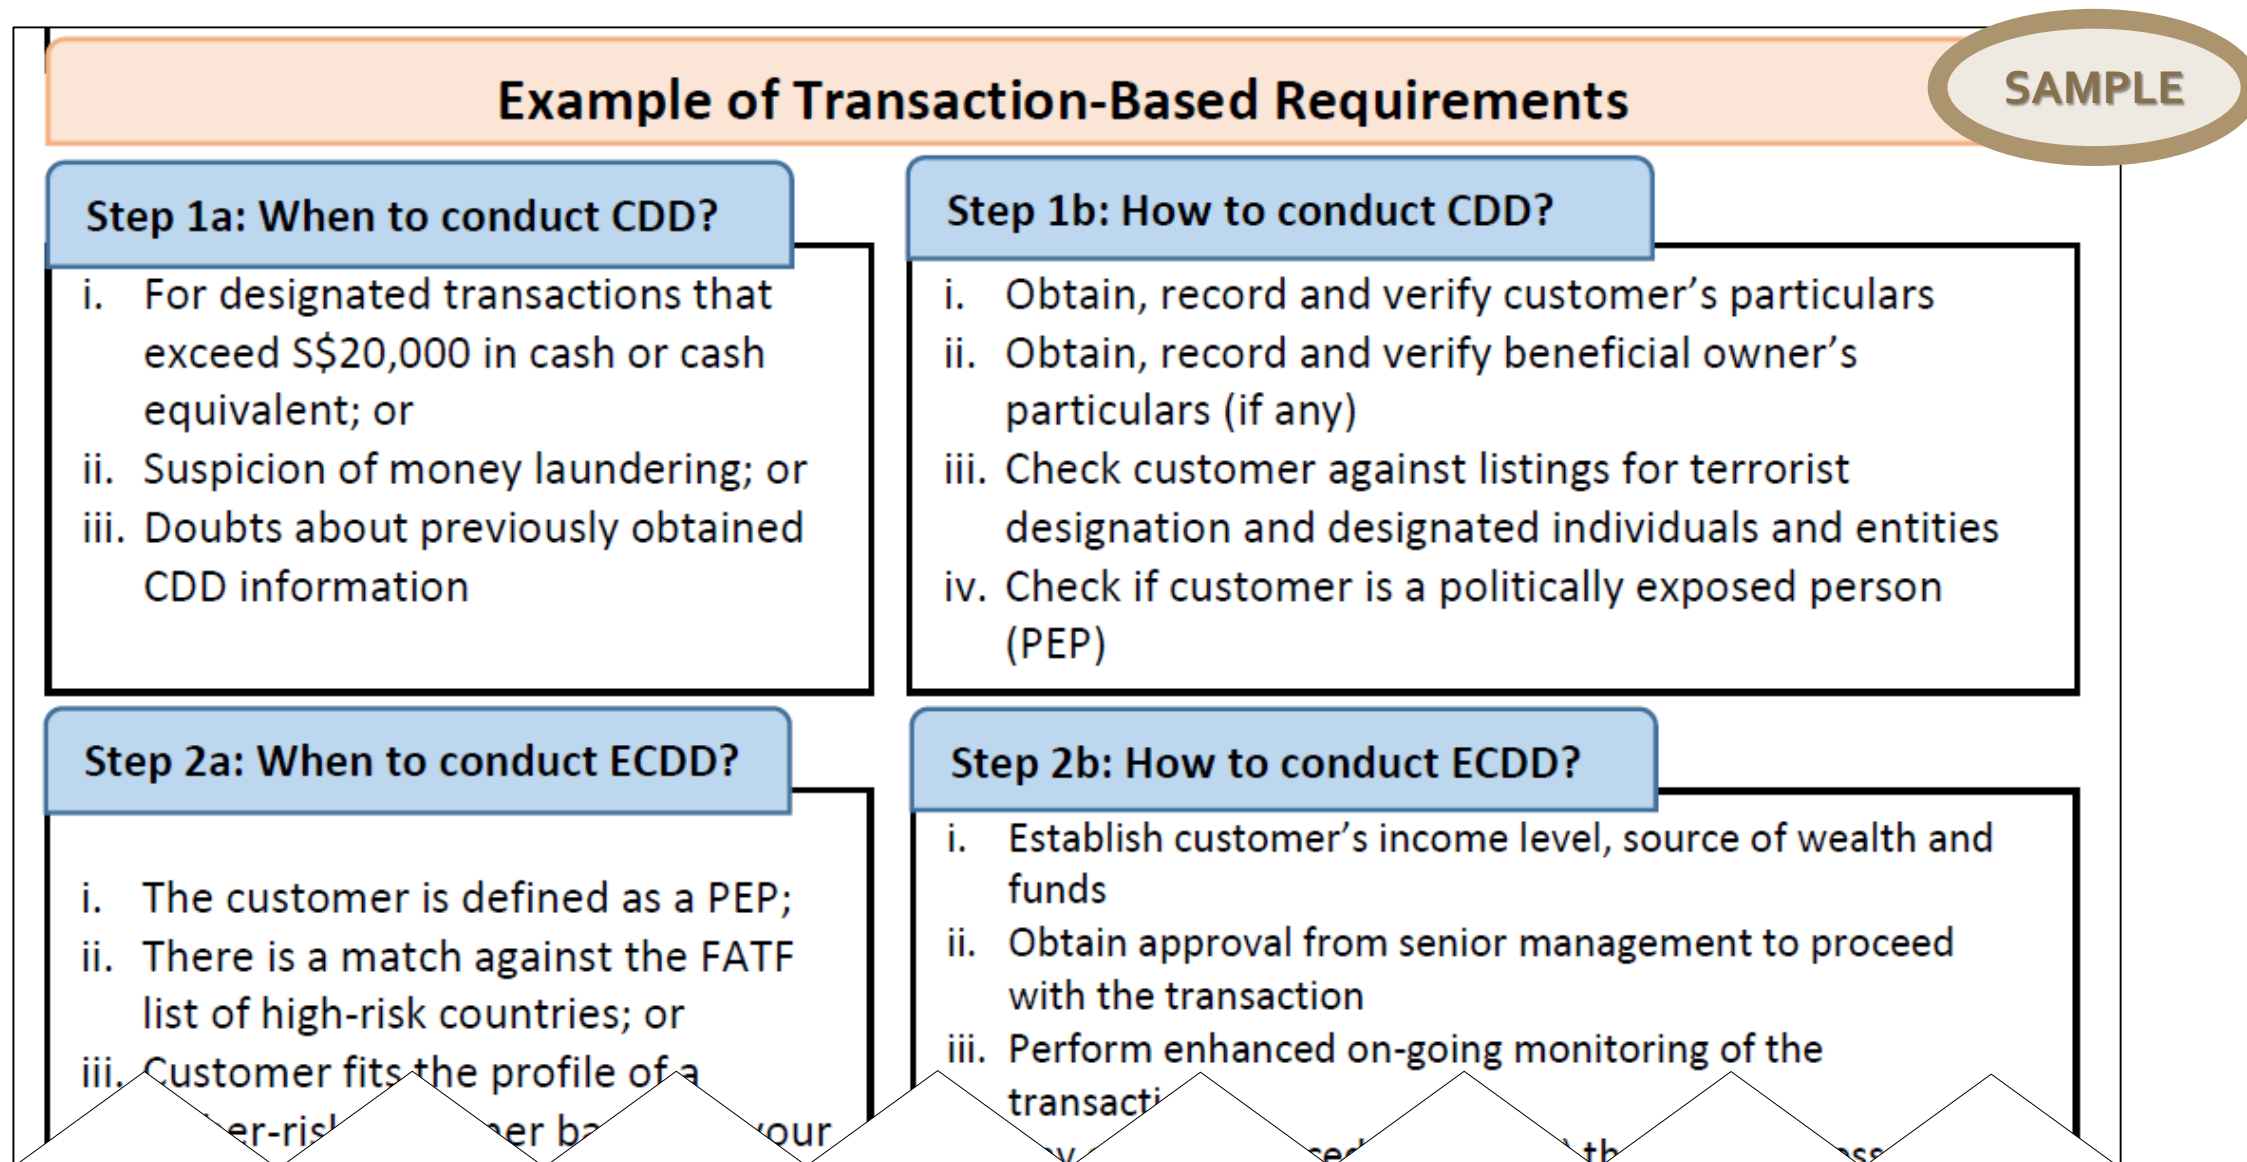 Example of Transaction-Based Requirements
SAMPLE
Step 1a: When to conduct CDD?
i. For designated transactions that
exceed S$20,000 in cash or cash
equivalent; or
ii. Suspicion of money laundering; or
iii. Doubts about previously obtained
CDD information
Step 1b: How to conduct CDD?
i. Obtain, record and verify customer’s particulars
ii. Obtain, record and verify beneficial owner’s
particulars (if any)
iii. Check customer against listings for terrorist
designation and designated individuals and entities
iv. Check if customer is a politically exposed person
(PEP)
Step 2a: When to conduct ECDD?
i. The customer is defined as a PEP;
ii. There is a match against the FATF
list of high-risk countries; or
iii. Customer fits the profile of a
your
Step 2b: How to conduct ECDD?
i. Establish customer’s income level, source of wealth and
funds
ii. Obtain approval from senior management to proceed
with the transaction
iii. Perform enhanced on-going monitoring of the